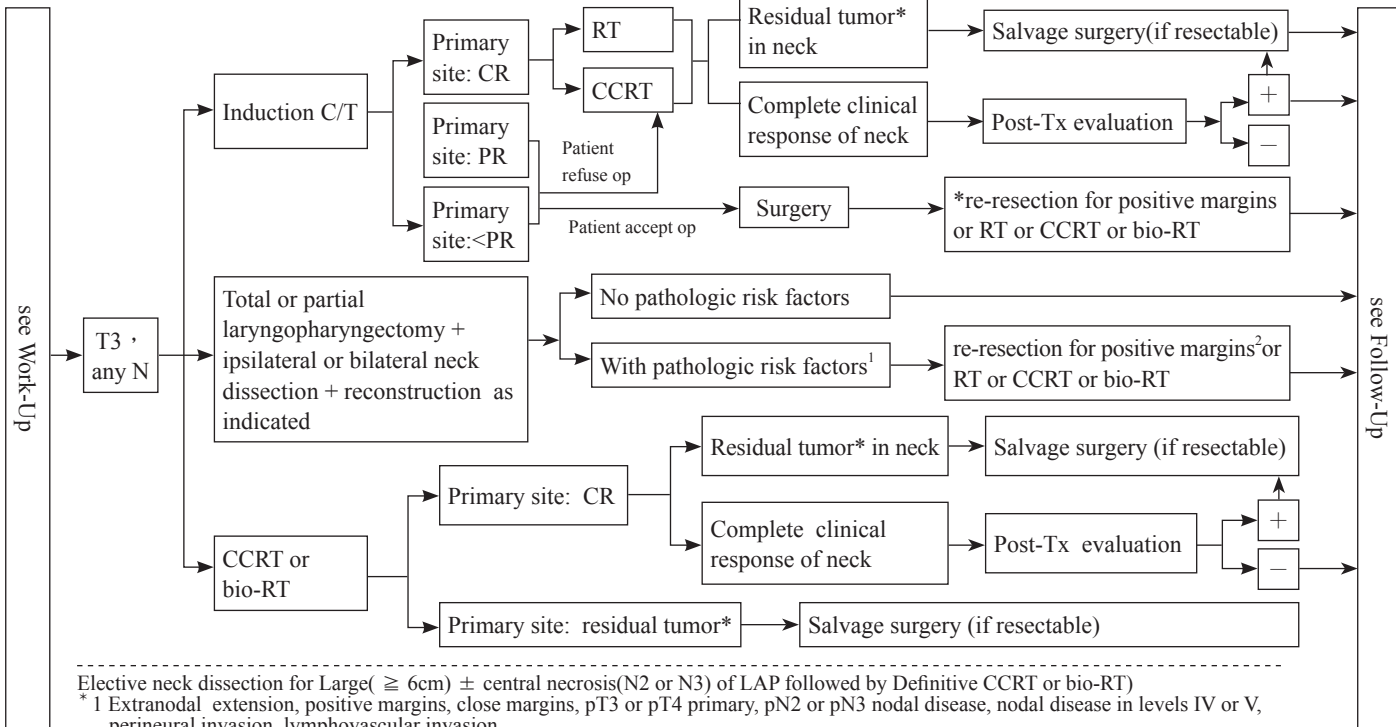 see Work-Up
T3，
any N
Induction C/T
Primary
site: CR
RT
CCRT
Primary
site: PR
Primary
site:<PR
Patient
refuse op
Patient accept op
Residual tumor*
in neck
Salvage surgery(if resectable)
Complete clinical
response of neck
Post-Tx evaluation
+
−
Surgery
*re-resection for positive margins
or RT or CCRT or bio-RT
Total or partial
laryngopharyngectomy +
ipsilateral or bilateral neck
dissection + reconstruction as
indicated
No pathologic risk factors
With pathologic risk factors1
re-resection for positive margins2or
RT or CCRT or bio-RT
CCRT or
bio-RT
Primary site: CR
Residual tumor* in neck
Salvage surgery (if resectable)
Complete clinical
response of neck
Post-Tx evaluation
+
−
Primary site: residual tumor*
Salvage surgery (if resectable)
see Follow-Up
Elective neck dissection for Large( ≧ 6cm) ± central necrosis(N2 or N3) of LAP followed by Definitive CCRT or bio-RT)
* 1 Extranodal extension, positive margins, close margins, pT3 or pT4 primary, pN2 or pN3 nodal disease, nodal disease in levels IV or V,
perineural invasion, lymphovascular invasion